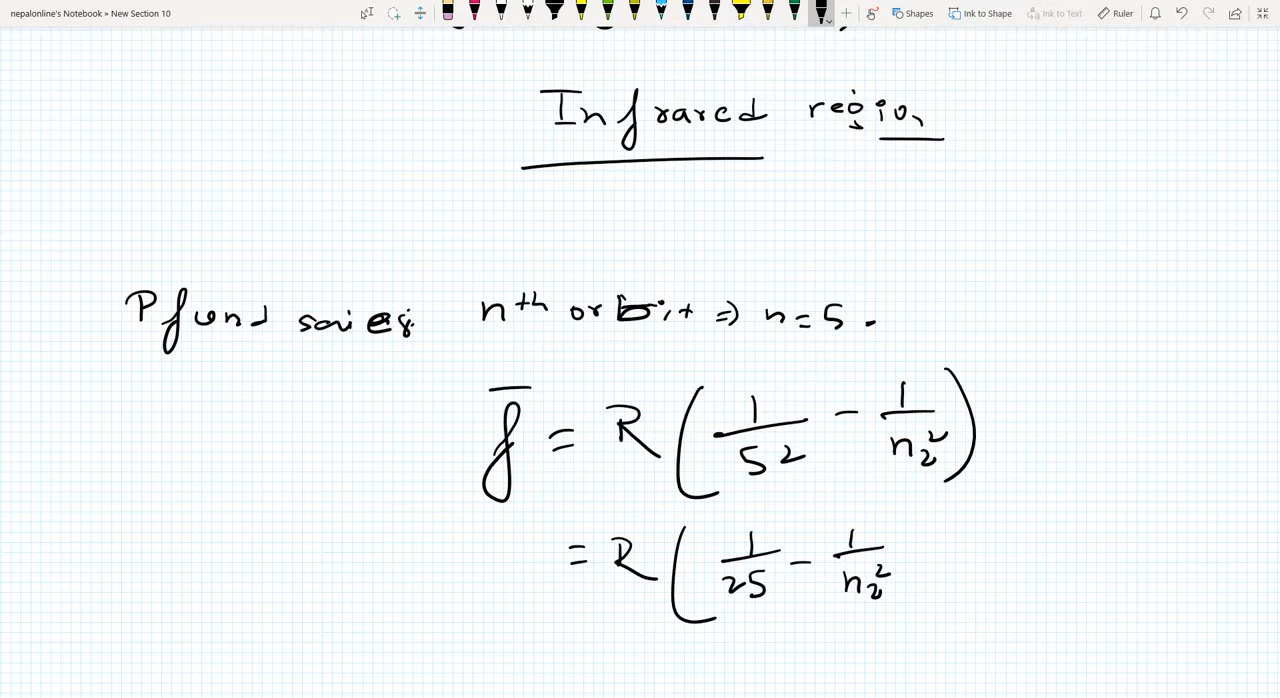 nepalonline's Notebook » New Section 10
Shapes
Ink to Shape
Ink to Text
Ruler
Infrared region
Pfund series nth orbit ⇒ n = 5.
f̅ = R ( 1/5² - 1/n₂² )
= R ( 1/25 - 1/n₂²